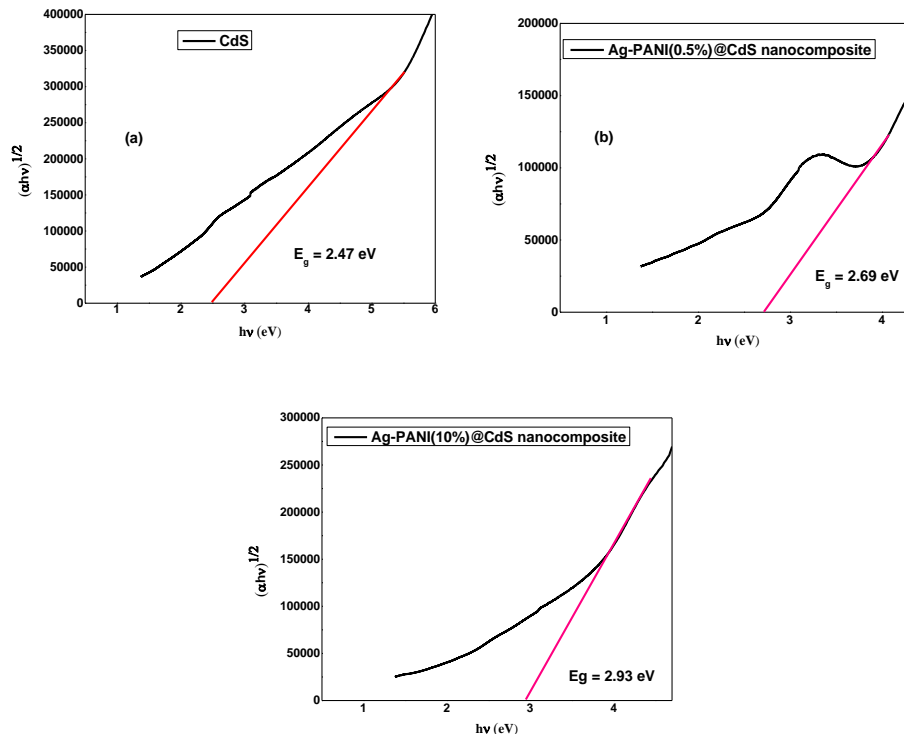 400000
350000
300000
250000
200000
150000
100000
50000
0
(αhν)1/2
CdS
(a)
Eg = 2.47 eV
1 2 3 4 5 6
hν (eV)
200000
150000
100000
50000
0
(αhν)1/2
Ag-PANI(0.5%)@CdS nanocomposite
(b)
Eg = 2.69 eV
1 2 3 4
hν (eV)
300000
250000
200000
150000
100000
50000
0
(αhν)1/2
Ag-PANI(10%)@CdS nanocomposite
Eg = 2.93 eV
1 2 3 4
hν (eV)